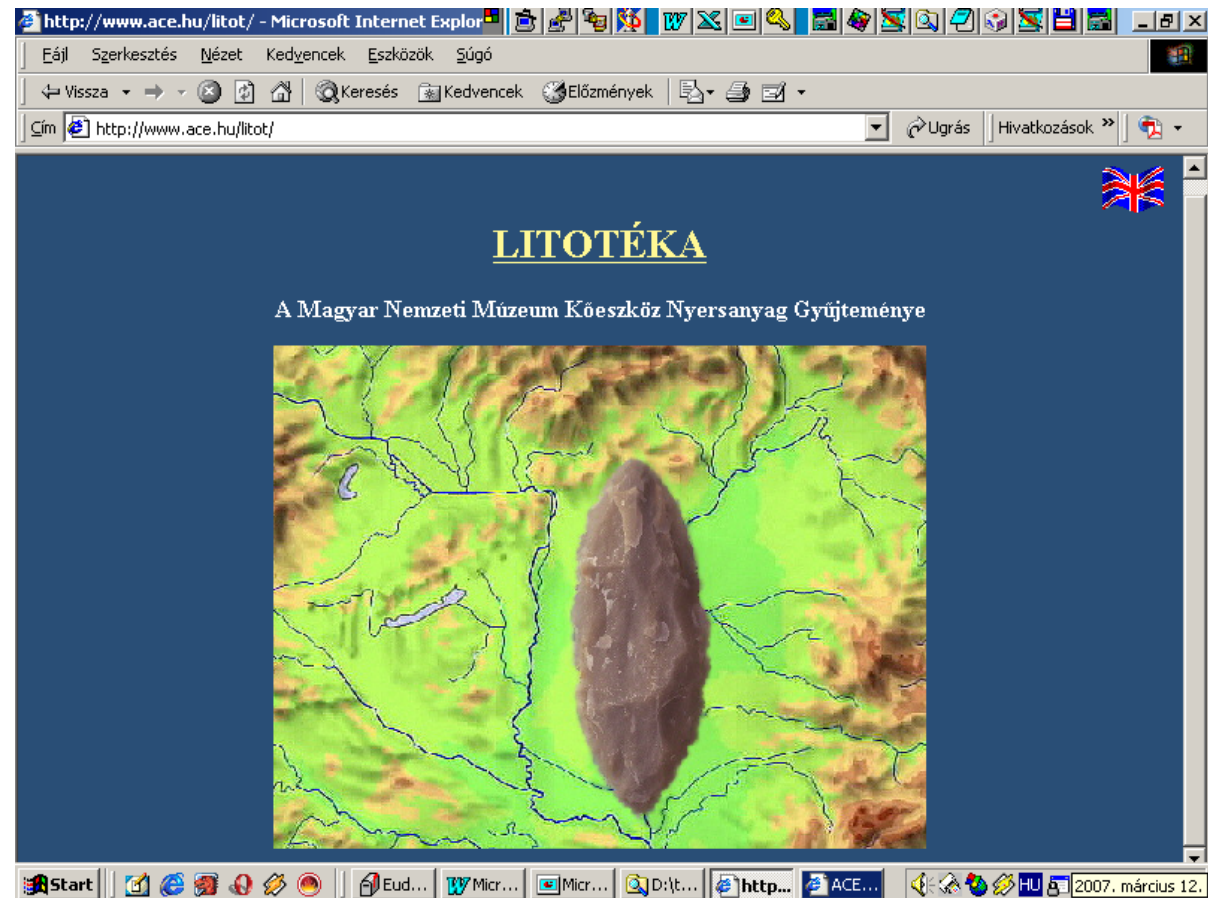 http://www.ace.hu/litot/ - Microsoft Internet Explor
Fájl Szerkesztés Nézet Kedvencek Eszközök Súgó
Vissza Keresés Kedvencek Előzmények
Cím http://www.ace.hu/litot/ Ugrás Hivatkozások »
LITOTÉKA
A Magyar Nemzeti Múzeum Kőeszköz Nyersanyag Gyűjteménye
Start Eud... Micr... Micr... D:\t... http... ACE... HU 2007. március 12.